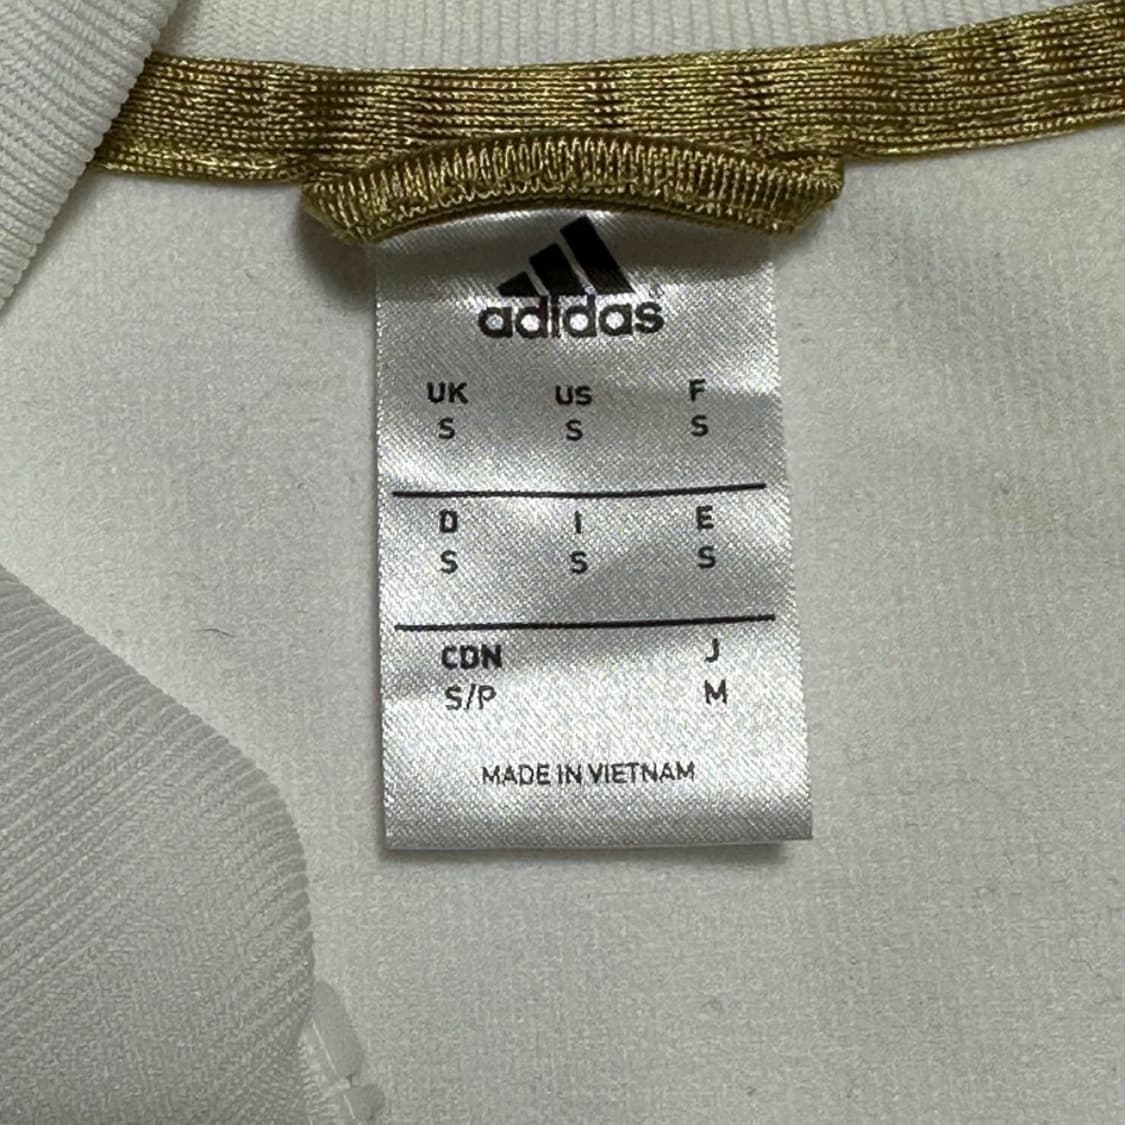 adidas
UK US F
S S S
D I E
S S S
CDN J
S/P M
MADE IN VIETNAM